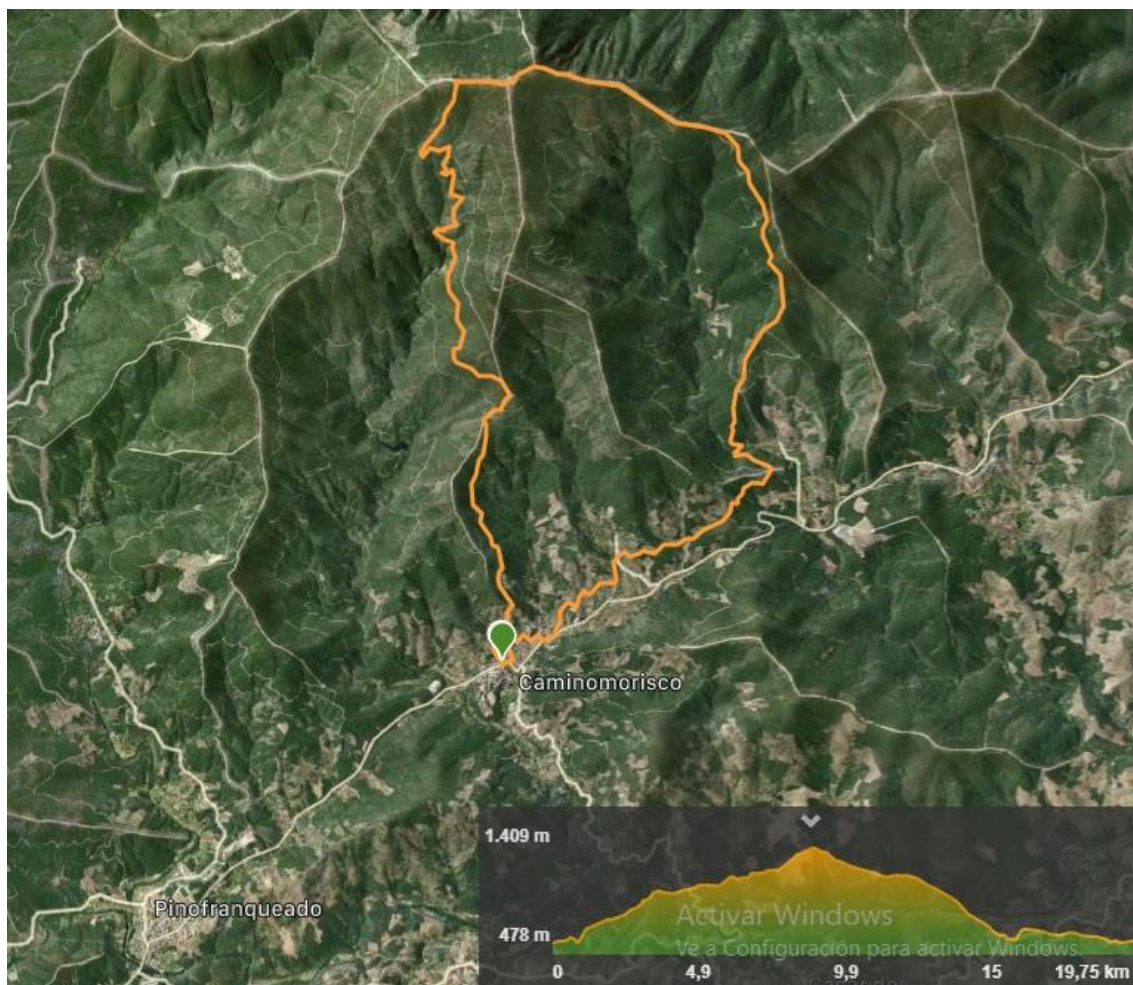 Caminomorisco
Pinofranqueado
1.409 m
478 m
Activar Windows
Ve a Configuración para activar Windows.
0 4,9 9,9 15 19,75 km